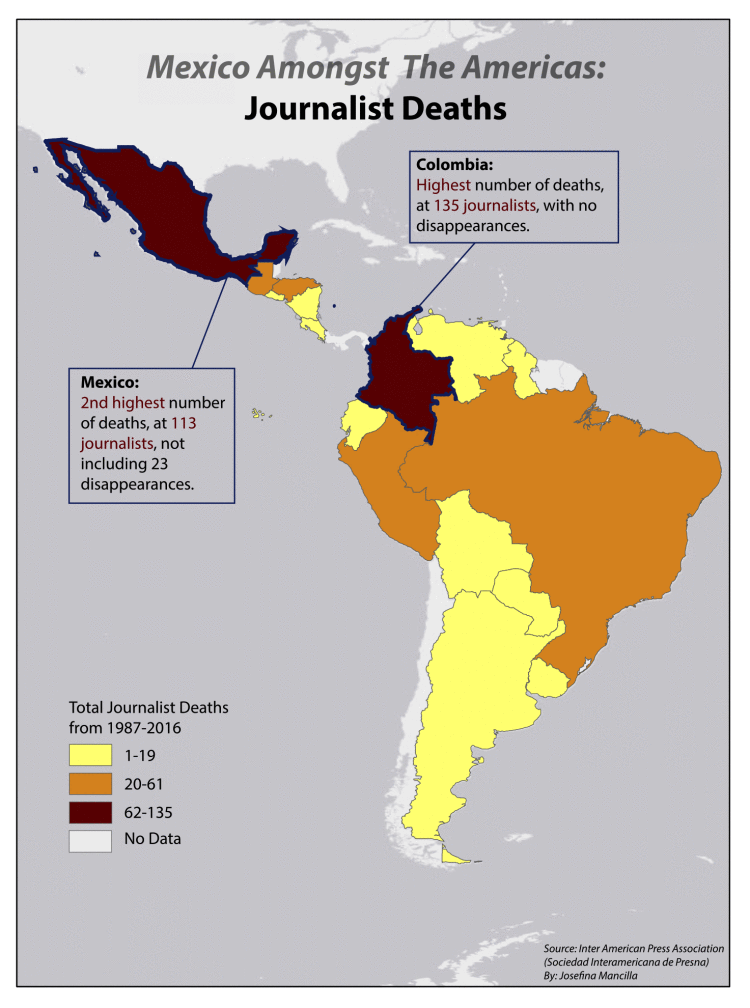 Mexico Amongst The Americas:
Journalist Deaths
Colombia:
Highest number of deaths,
at 135 journalists, with no
disappearances.
Mexico:
2nd highest number
of deaths, at 113
journalists, not
including 23
disappearances.
Total Journalist Deaths
from 1987-2016
1-19
20-61
62-135
No Data
Source: Inter American Press Association
(Sociedad Interamericana de Presna)
By: Josefina Mancilla